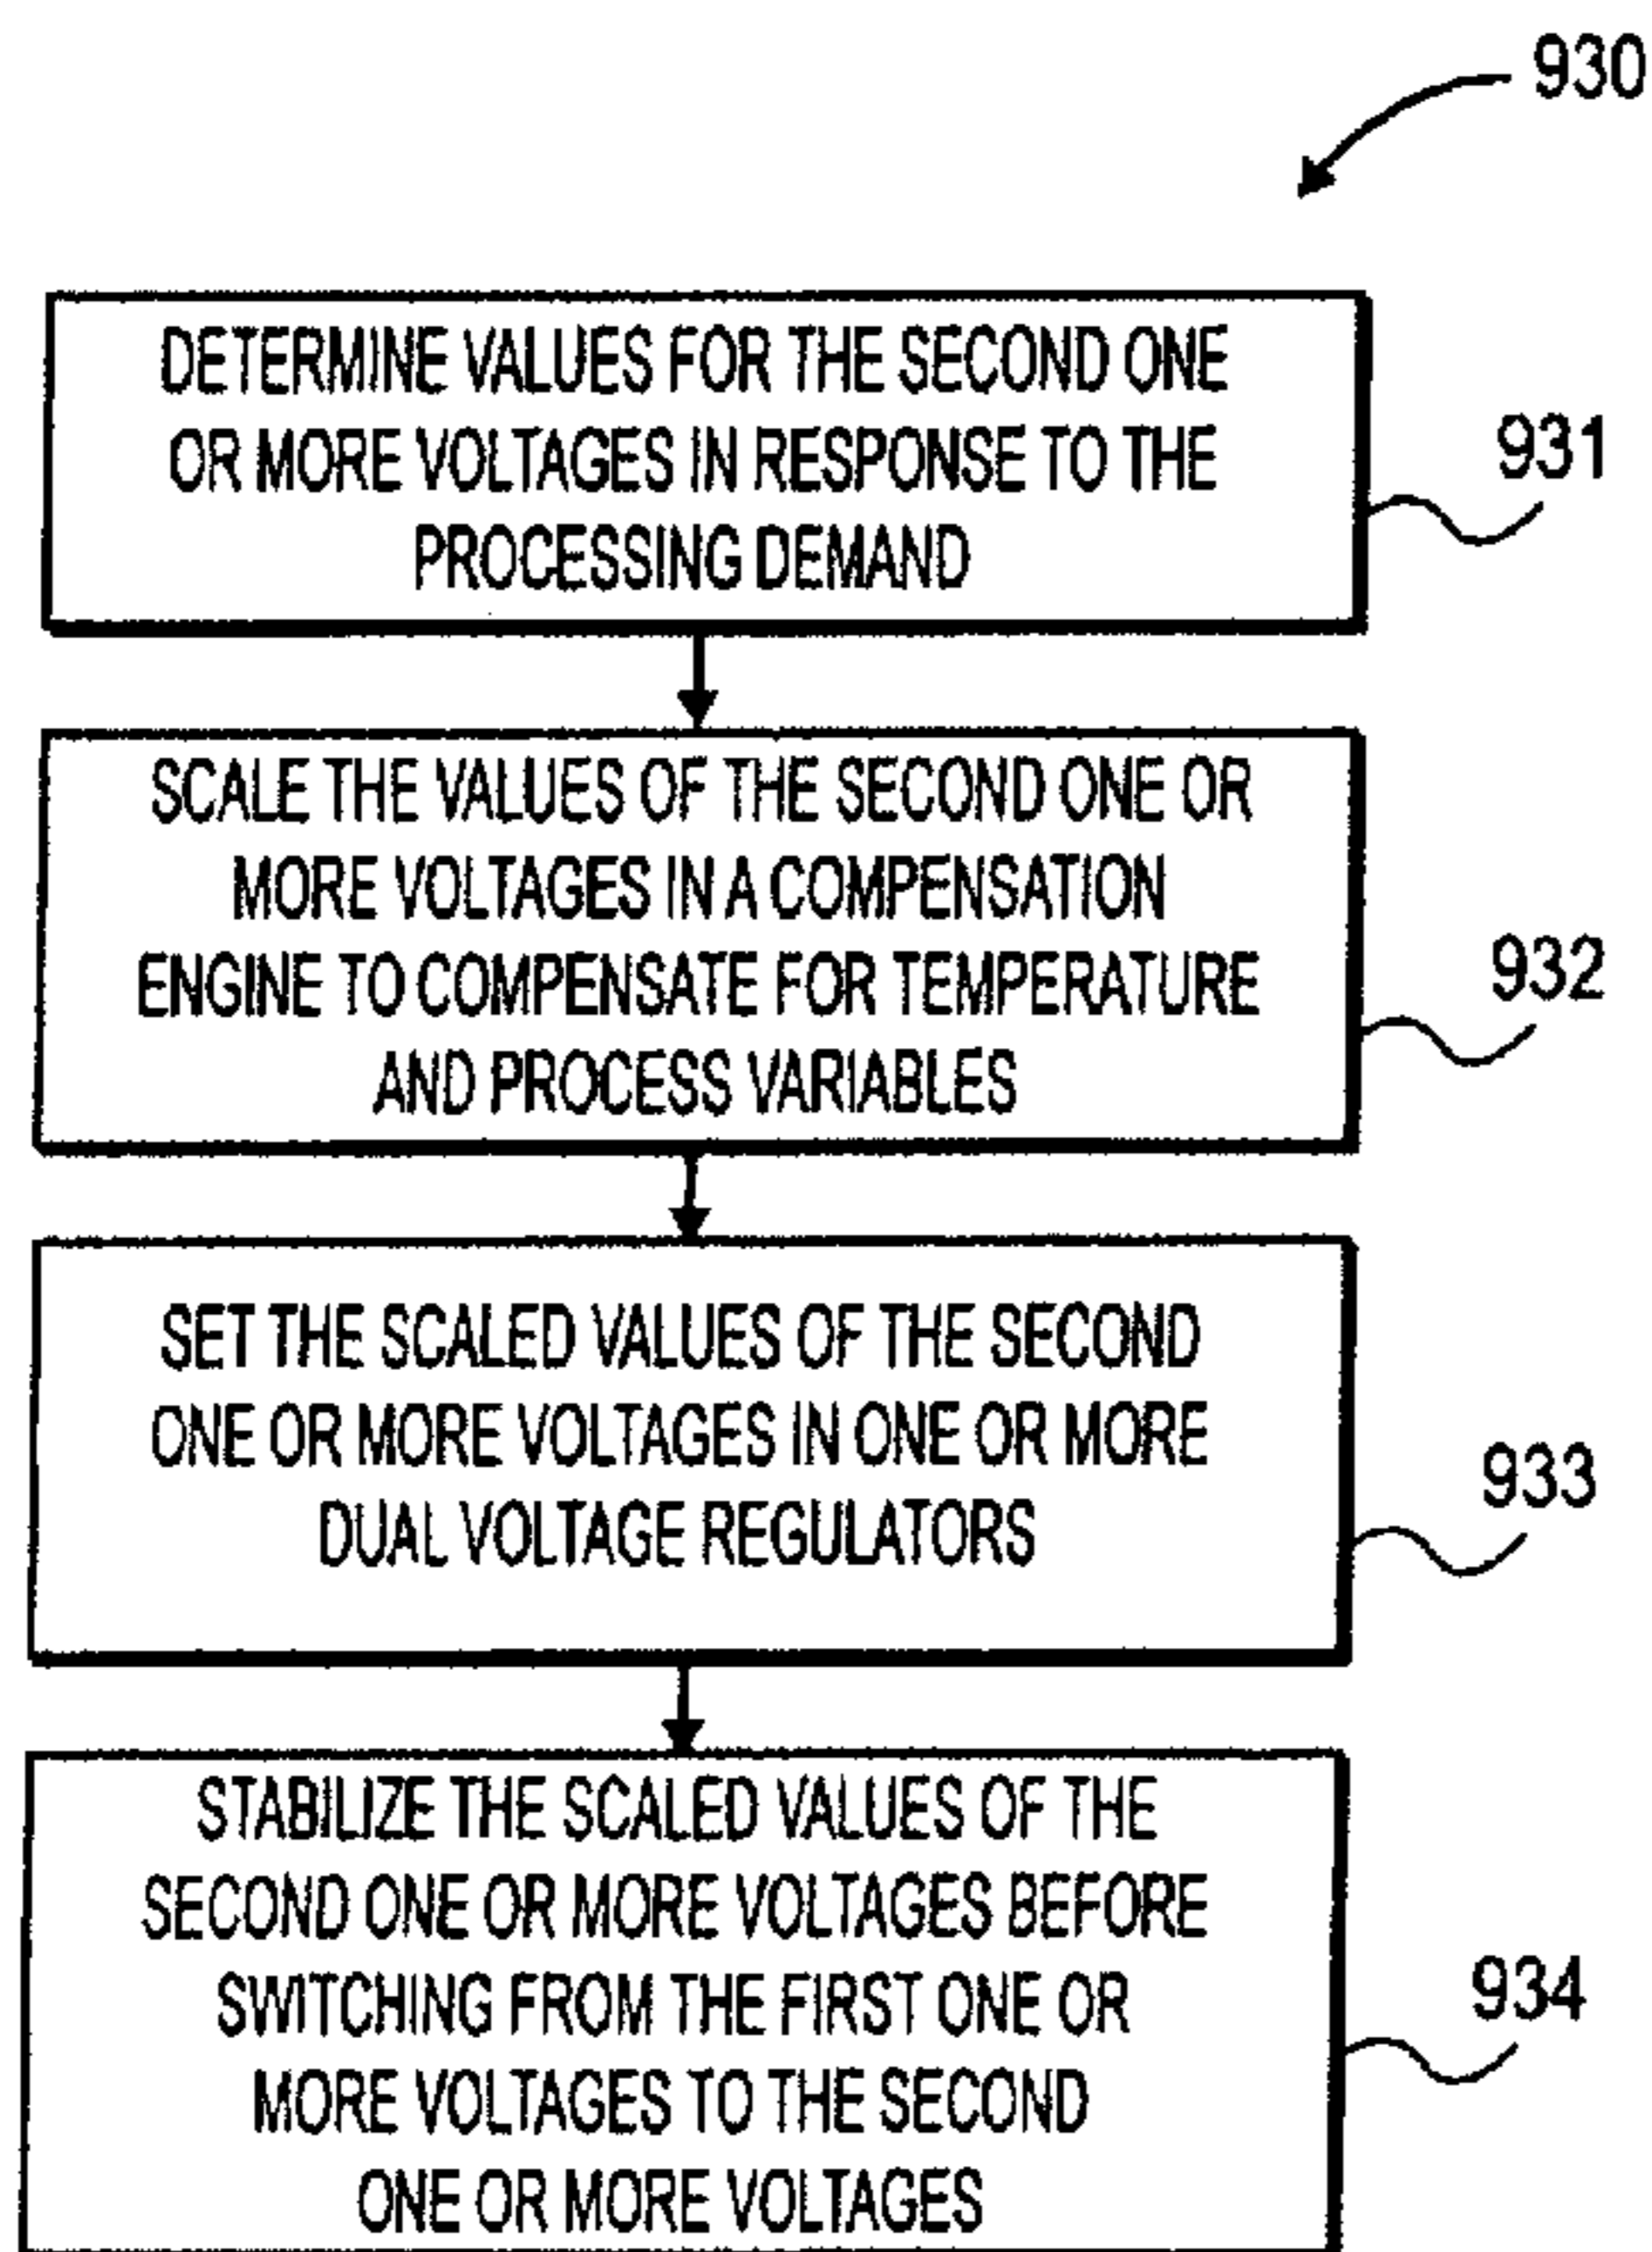 930
DETERMINE VALUES FOR THE SECOND ONE
OR MORE VOLTAGES IN RESPONSE TO THE
PROCESSING DEMAND
931
SCALE THE VALUES OF THE SECOND ONE OR
MORE VOLTAGES IN A COMPENSATION
ENGINE TO COMPENSATE FOR TEMPERATURE
AND PROCESS VARIABLES
932
SET THE SCALED VALUES OF THE SECOND
ONE OR MORE VOLTAGES IN ONE OR MORE
DUAL VOLTAGE REGULATORS
933
STABILIZE THE SCALED VALUES OF THE
SECOND ONE OR MORE VOLTAGES BEFORE
SWITCHING FROM THE FIRST ONE OR
MORE VOLTAGES TO THE SECOND
ONE OR MORE VOLTAGES
934